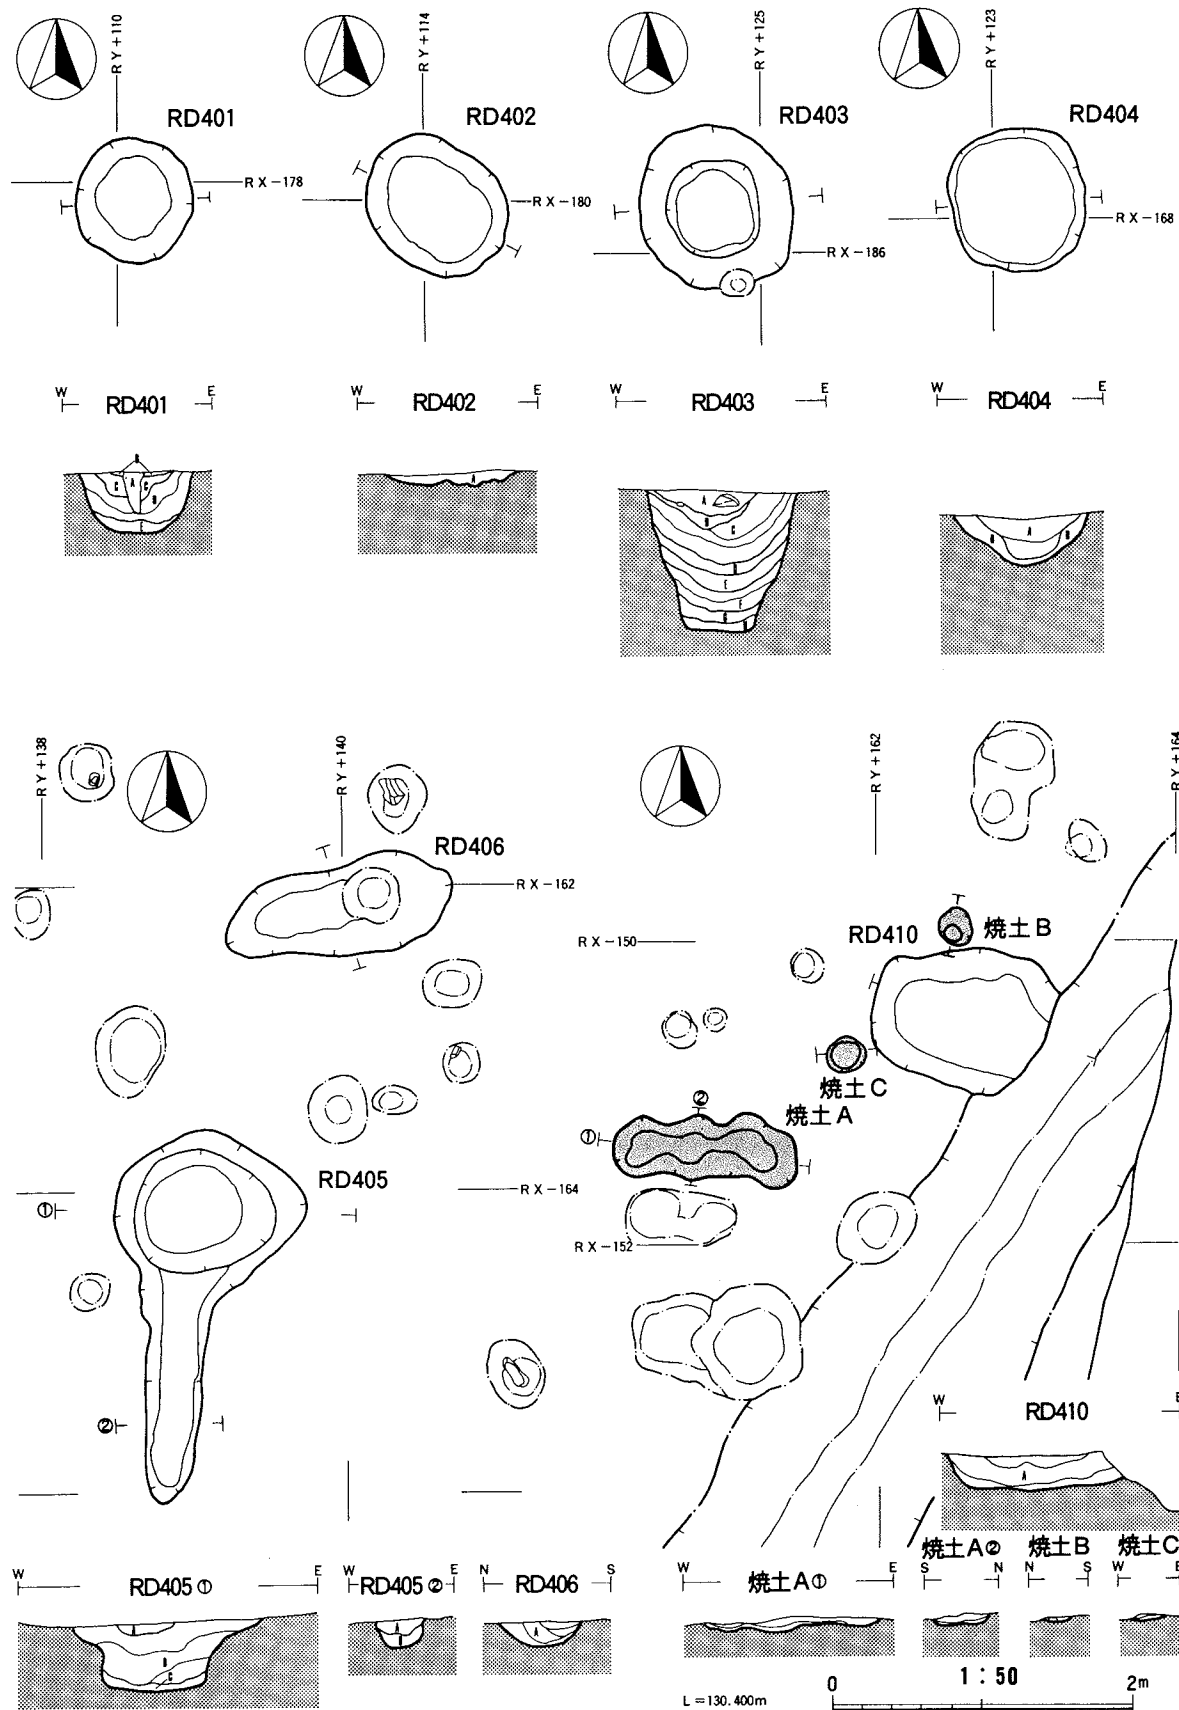 RY+110
RY+114
RY+125
RY+123
RD401
RD402
RD403
RD404
RX-178
RX-180
RX-186
RX-168
W RD401 E
W RD402 E
W RD403 E
W RD404 E
A
C
C
B
A
A
B
C
D
E
F
G
A
B
B
RY+138
RY+140
RY+162
RY+164
RD406
RX-162
RD410
焼土B
RX-150
焼土C
焼土A
②
①
RD405
①
RX-164
RX-152
②
W RD410 E
A
W RD405① E
W RD405② E
N RD406 S
W 焼土A① E
焼土A②
S N
焼土B
N S
焼土C
W E
A
B
C
A
B
A
L=130.400m
0 1:50 2m